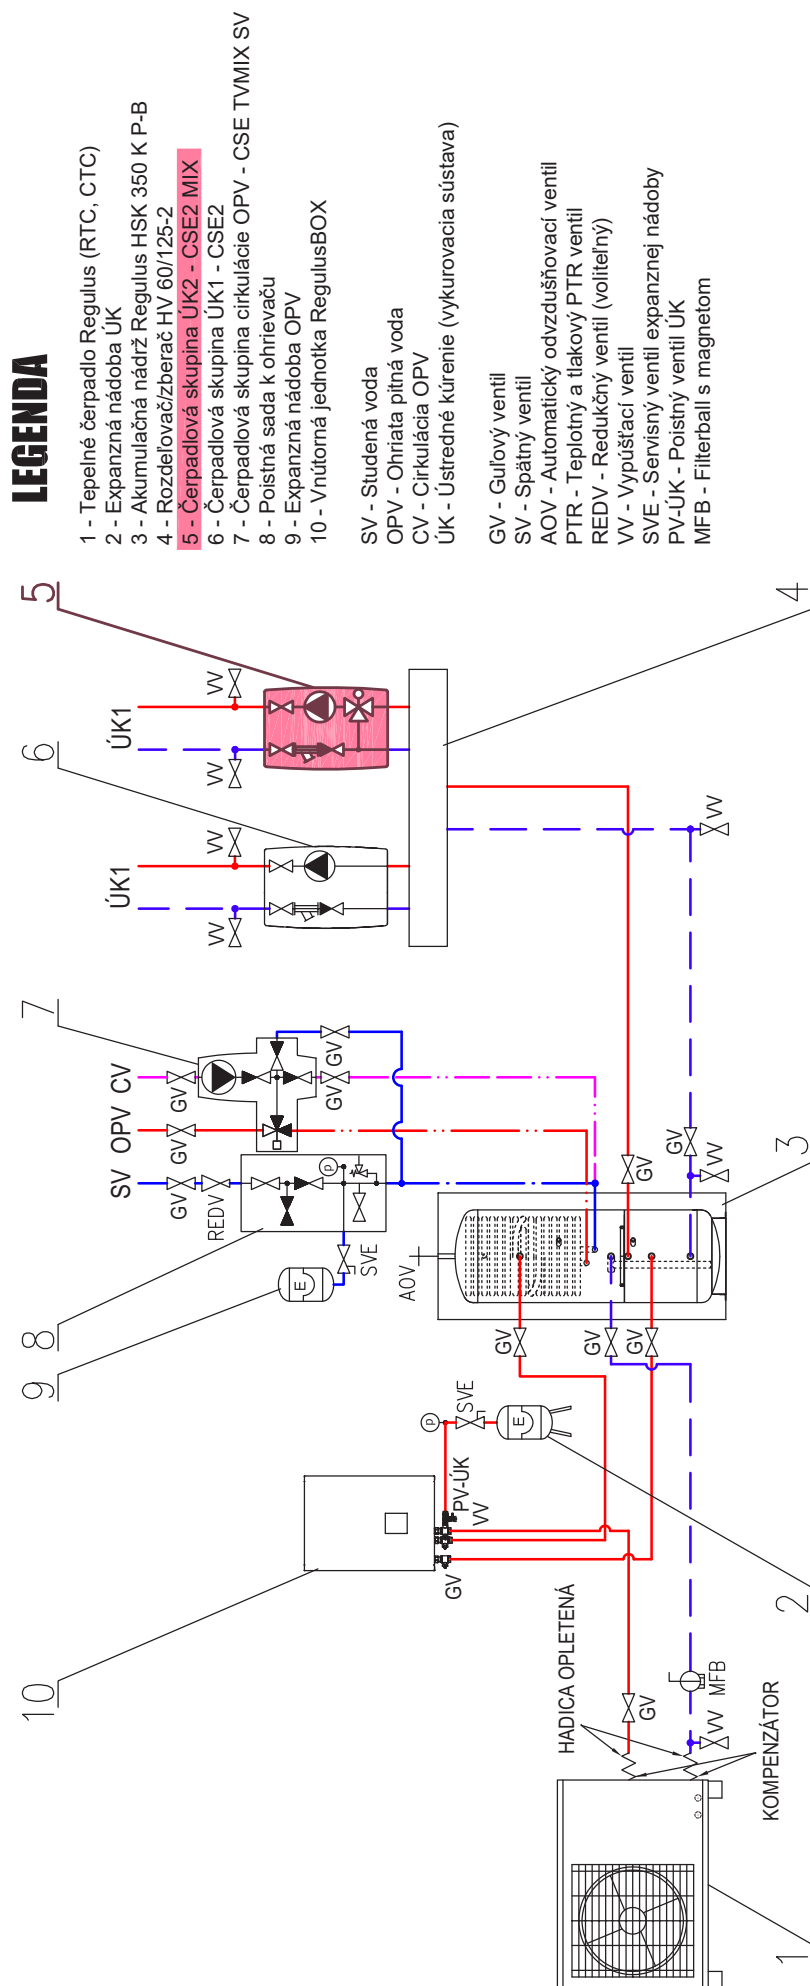 LEGENDA
1 - Tepelné čerpadlo Regulus (RTC, CTC)
2 - Expanzná nádoba ÚK
3 - Akumulačná nádrž Regulus HSK 350 K P-B
4 - Rozdeľovač/zberač HV 60/125-2
5 - Čerpadlová skupina ÚK2 - CSE2 MIX
6 - Čerpadlová skupina ÚK1 - CSE2
7 - Čerpadlová skupina cirkulácie OPV - CSE TVMIX SV
8 - Poistná sada k ohrievaču
9 - Expanzná nádoba OPV
10 - Vnútorná jednotka RegulusBOX
SV - Studená voda
OPV - Ohriata pitná voda
CV - Cirkulácia OPV
ÚK - Ústredné kúrenie (vykurovacia sústava)
GV - Guľový ventil
SV - Spätný ventil
AOV - Automatický odvzdušňovací ventil
PTR - Teplotný a tlakový PTR ventil
REDV - Redukčný ventil (voliteľný)
VV - Vypúšťací ventil
SVE - Servisný ventil expanznej nádoby
PV-ÚK - Poistný ventil ÚK
MFB - Filterball s magnetom
10
9
8
7
6
5
SV
OPV
CV
ÚK1
ÚK1
VV
VV
VV
VV
GV
GV
GV
REDV
GV
GV
p
E
SVE
AOV
p
SVE
E
PV-ÚK
VV
GV
GV
GV
GV
GV
GV
VV
VV
HADICA OPLETENÁ
GV
MFB
VV
KOMPENZÁTOR
1
2
3
4